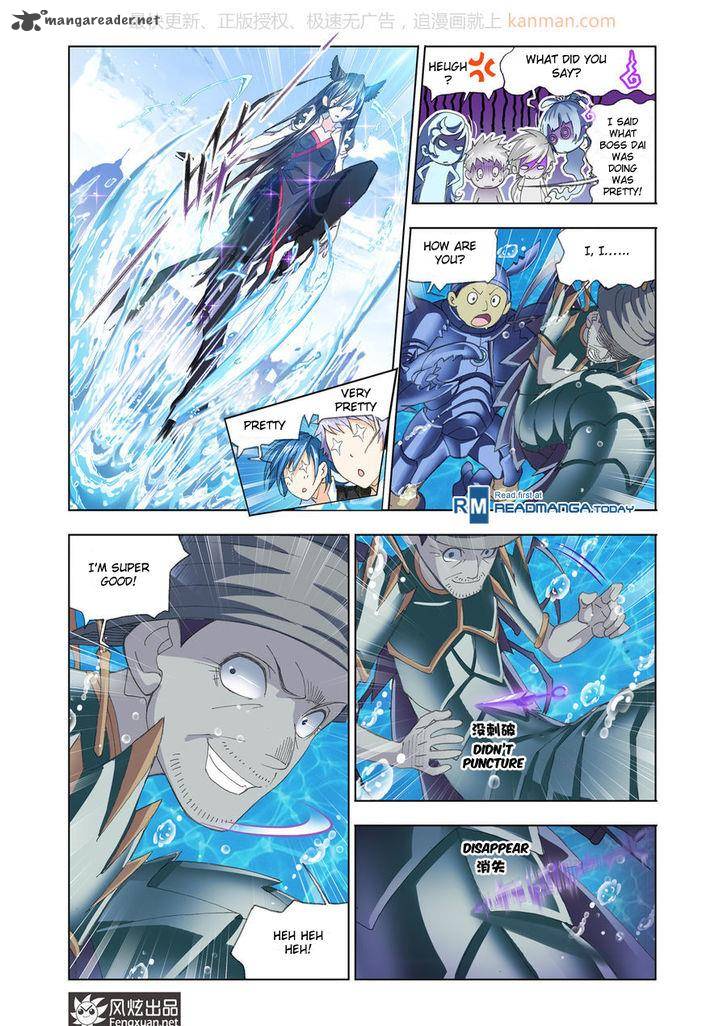 mangareader.net
最快更新、正版授权、极速无广告，追漫画就上 kanman.com
HEUGH
?
WHAT DID YOU
SAY?
I SAID
WHAT
BOSS DAI
WAS
DOING
WAS
PRETTY!
HOW ARE
YOU?
I, I......
VERY
PRETTY
PRETTY
RM
Read first at
READMANGA.TODAY
I'M SUPER
GOOD!
没刺破
DIDN'T
PUNCTURE
DISAPPEAR
消失
HEH HEH
HEH!
风炫出品
Fengxuan.net